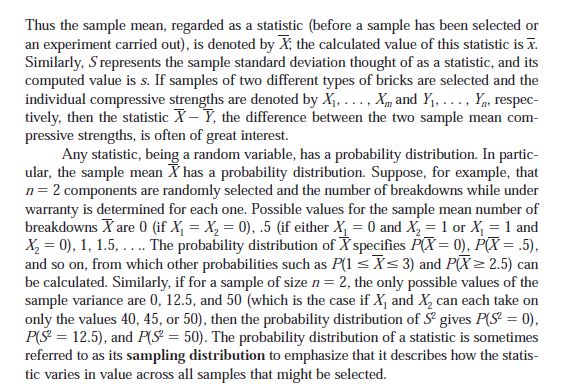 Thus the sample mean, regarded as a statistic (before a sample has been selected or
an experiment carried out), is denoted by X̅; the calculated value of this statistic is x̅.
Similarly, S represents the sample standard deviation thought of as a statistic, and its
computed value is s. If samples of two different types of bricks are selected and the
individual compressive strengths are denoted by X₁, . . . , Xₘ and Y₁, . . . , Yₙ, respec-
tively, then the statistic X̅ − Y̅, the difference between the two sample mean com-
pressive strengths, is often of great interest.
Any statistic, being a random variable, has a probability distribution. In partic-
ular, the sample mean X̅ has a probability distribution. Suppose, for example, that
n = 2 components are randomly selected and the number of breakdowns while under
warranty is determined for each one. Possible values for the sample mean number of
breakdowns X̅ are 0 (if X₁ = X₂ = 0), .5 (if either X₁ = 0 and X₂ = 1 or X₁ = 1 and
X₂ = 0), 1, 1.5, . . .. The probability distribution of X̅ specifies P(X̅ = 0), P(X̅ = .5),
and so on, from which other probabilities such as P(1 ≤ X̅ ≤ 3) and P(X̅ ≥ 2.5) can
be calculated. Similarly, if for a sample of size n = 2, the only possible values of the
sample variance are 0, 12.5, and 50 (which is the case if X₁ and X₂ can each take on
only the values 40, 45, or 50), then the probability distribution of S² gives P(S² = 0),
P(S² = 12.5), and P(S² = 50). The probability distribution of a statistic is sometimes
referred to as its sampling distribution to emphasize that it describes how the statis-
tic varies in value across all samples that might be selected.